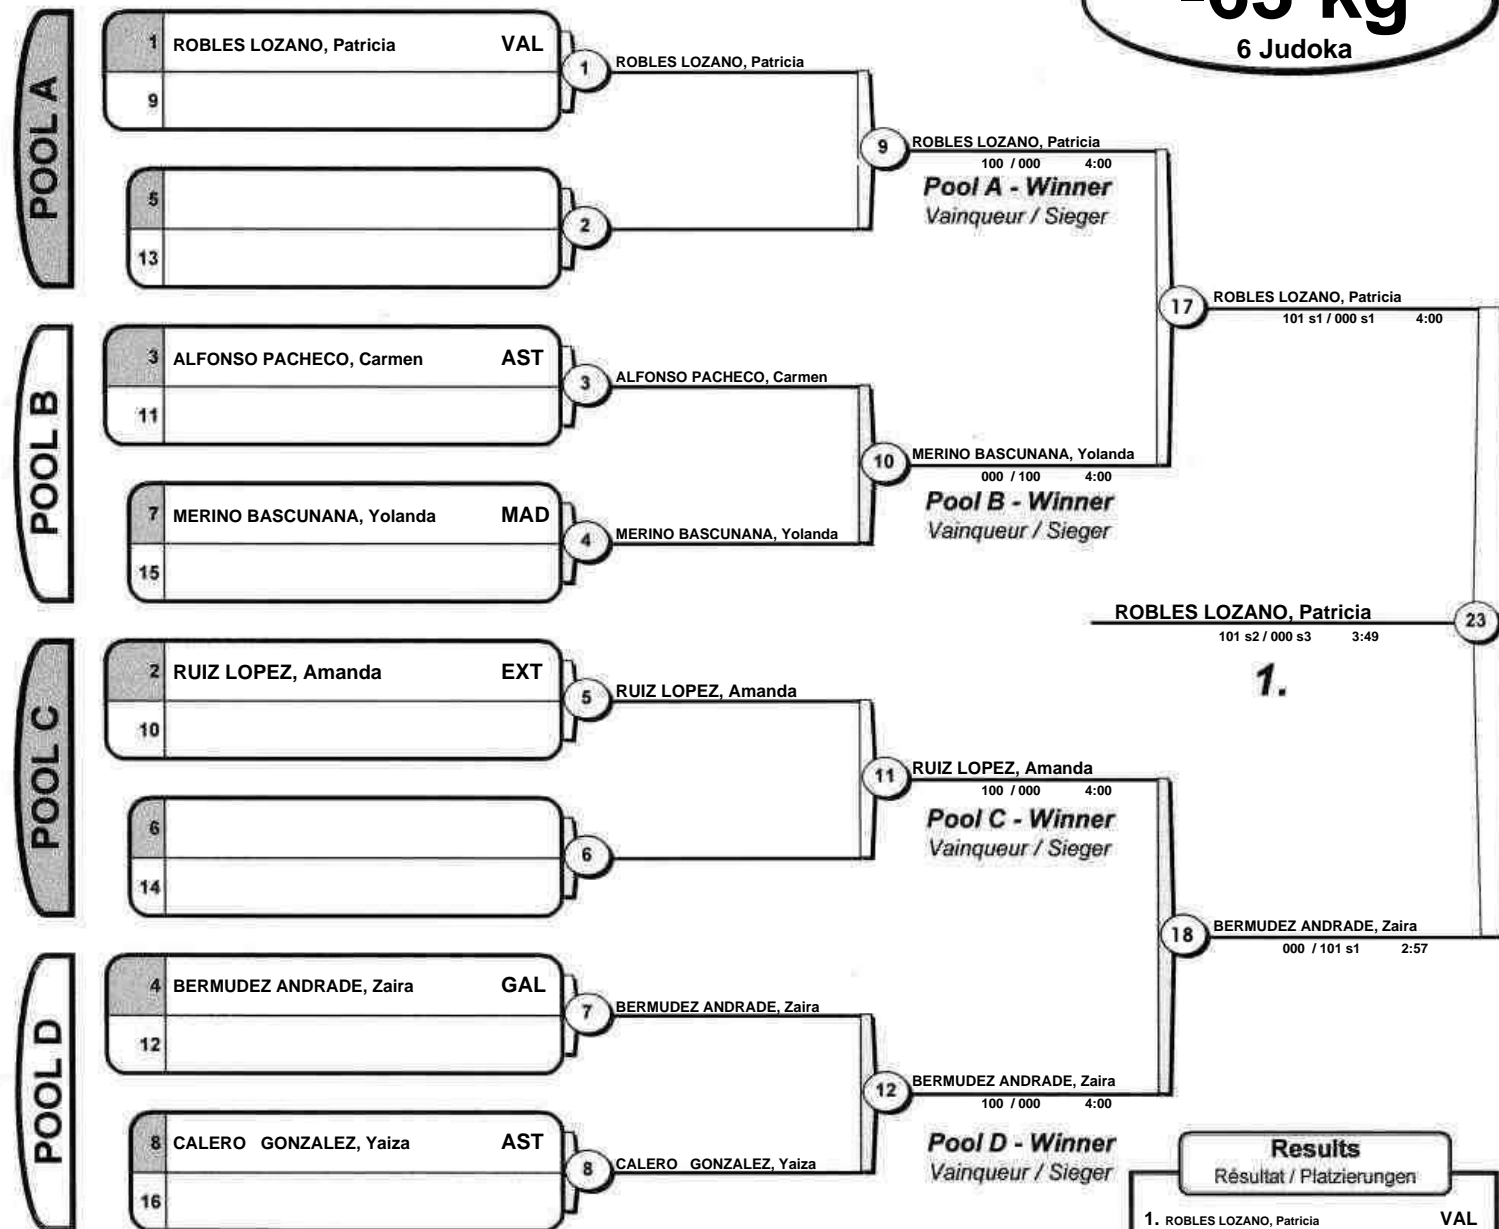 -63 kg
6 Judoka
POOL A
1 ROBLES LOZANO, Patricia VAL
9
5
13
1 ROBLES LOZANO, Patricia
2
9 ROBLES LOZANO, Patricia
100 / 000 4:00
Pool A - Winner
Vainqueur / Sieger
POOL B
3 ALFONSO PACHECO, Carmen AST
11
7 MERINO BASCUNANA, Yolanda MAD
15
3 ALFONSO PACHECO, Carmen
4 MERINO BASCUNANA, Yolanda
10 MERINO BASCUNANA, Yolanda
000 / 100 4:00
Pool B - Winner
Vainqueur / Sieger
17 ROBLES LOZANO, Patricia
101 s1 / 000 s1 4:00
ROBLES LOZANO, Patricia 23
101 s2 / 000 s3 3:49
1.
POOL C
2 RUIZ LOPEZ, Amanda EXT
10
6
14
5 RUIZ LOPEZ, Amanda
6
11 RUIZ LOPEZ, Amanda
100 / 000 4:00
Pool C - Winner
Vainqueur / Sieger
18 BERMUDEZ ANDRADE, Zaira
000 / 101 s1 2:57
POOL D
4 BERMUDEZ ANDRADE, Zaira GAL
12
8 CALERO GONZALEZ, Yaiza AST
16
7 BERMUDEZ ANDRADE, Zaira
8 CALERO GONZALEZ, Yaiza
12 BERMUDEZ ANDRADE, Zaira
100 / 000 4:00
Pool D - Winner
Vainqueur / Sieger
Results
Résultat / Platzierungen
1. ROBLES LOZANO, Patricia VAL